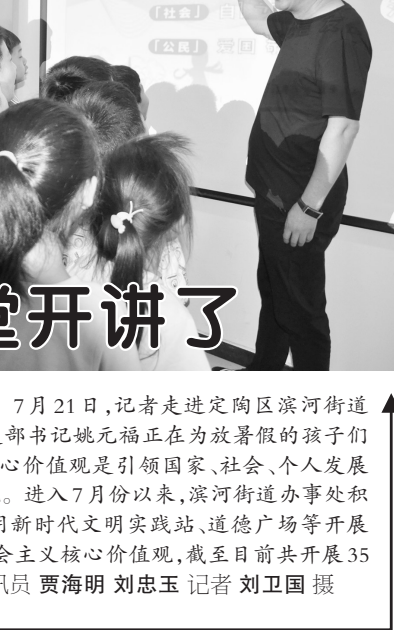 「社会」自
「公民」爱国
堂开讲了
7月21日,记者走进定陶区滨河街道
部书记姚元福正在为放暑假的孩子们
心价值观是引领国家、社会、个人发展
。进入7月份以来,滨河街道办事处积
用新时代文明实践站、道德广场等开展
会主义核心价值观,截至目前共开展35
讯员 贾海明 刘忠玉 记者 刘卫国 摄